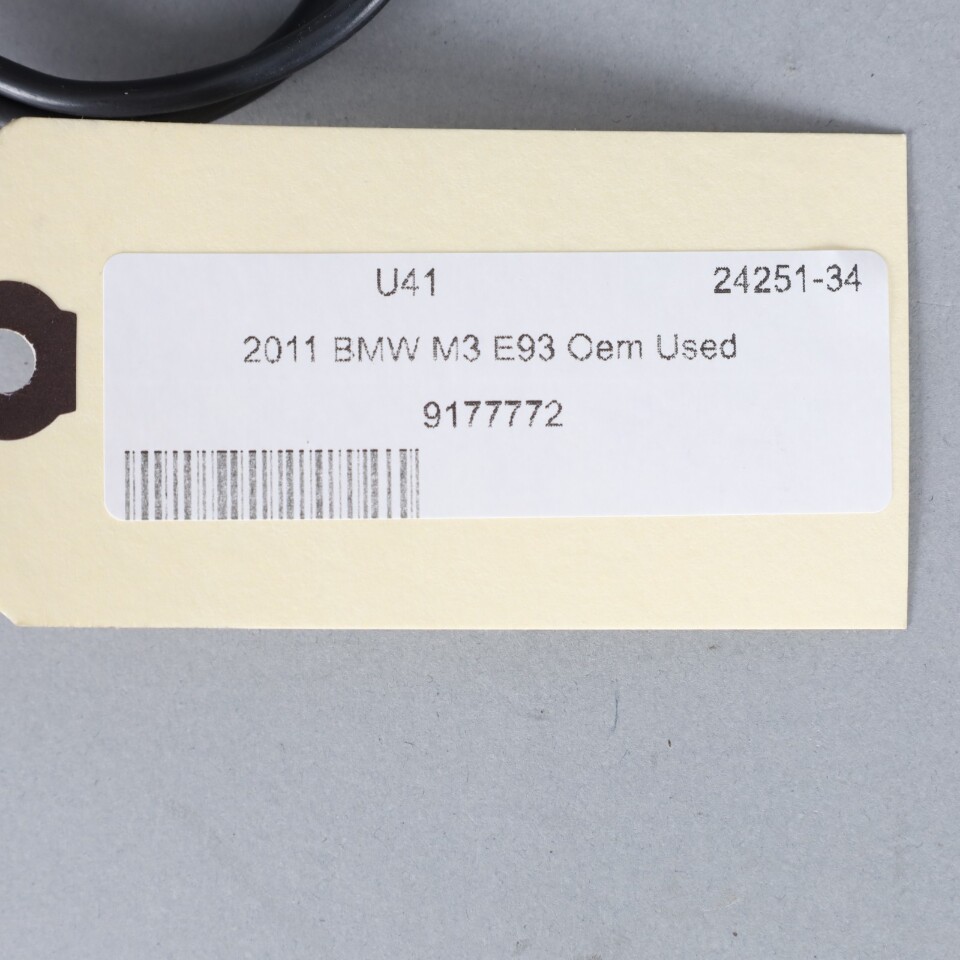 U41 24251-34
2011 BMW M3 E93 Oem Used
9177772